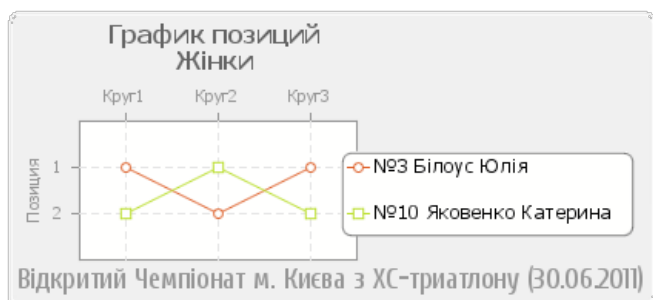 График позиций
Жінки
Круг1 Круг2 Круг3
Позиция
1
2
№3 Білоус Юлія
№10 Яковенко Катерина
Відкритий Чемпіонат м. Києва з ХС-триатлону (30.06.2011)